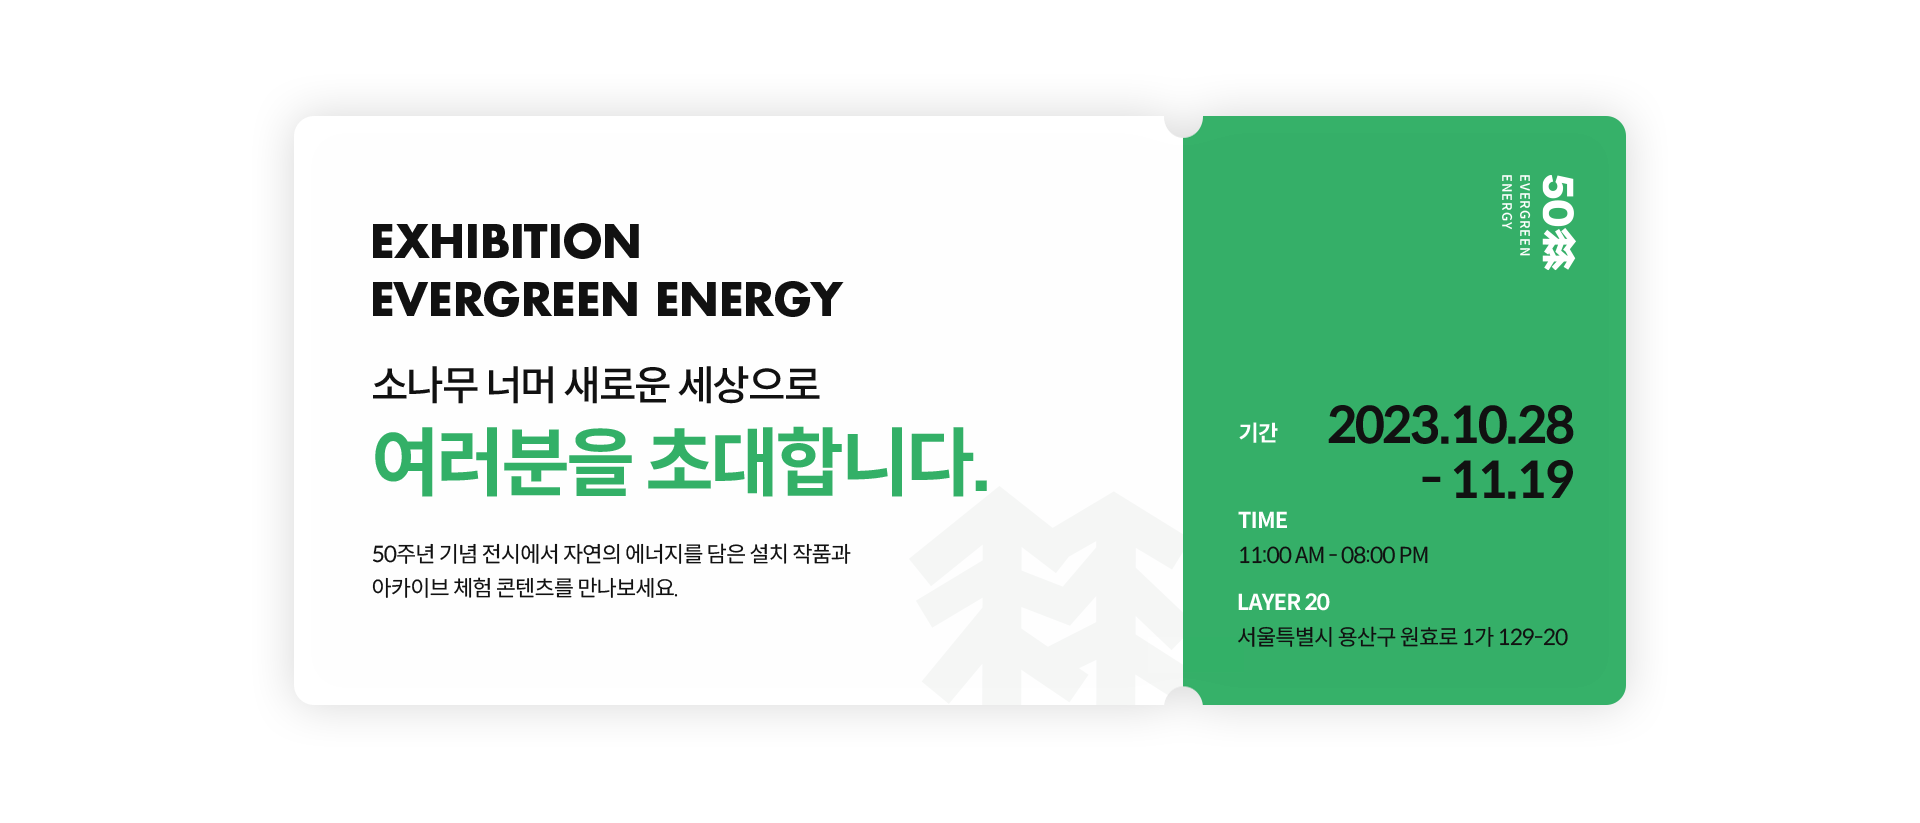 EXHIBITION
EVERGREEN ENERGY
소나무 너머 새로운 세상으로
여러분을 초대합니다.
50주년 기념 전시에서 자연의 에너지를 담은 설치 작품과
아카이브 체험 콘텐츠를 만나보세요.
50
EVERGREEN
ENERGY
기간 2023.10.28
- 11.19
TIME
11:00 AM - 08:00 PM
LAYER 20
서울특별시 용산구 원효로 1가 129-20